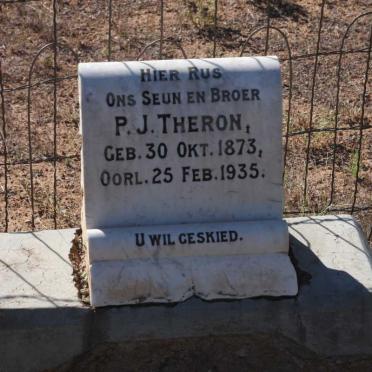 HIER RUS
ONS SEUN EN BROER
P. J. THERON,
GEB. 30 OKT. 1873,
OORL. 25 FEB. 1935.
U WIL GESKIED.